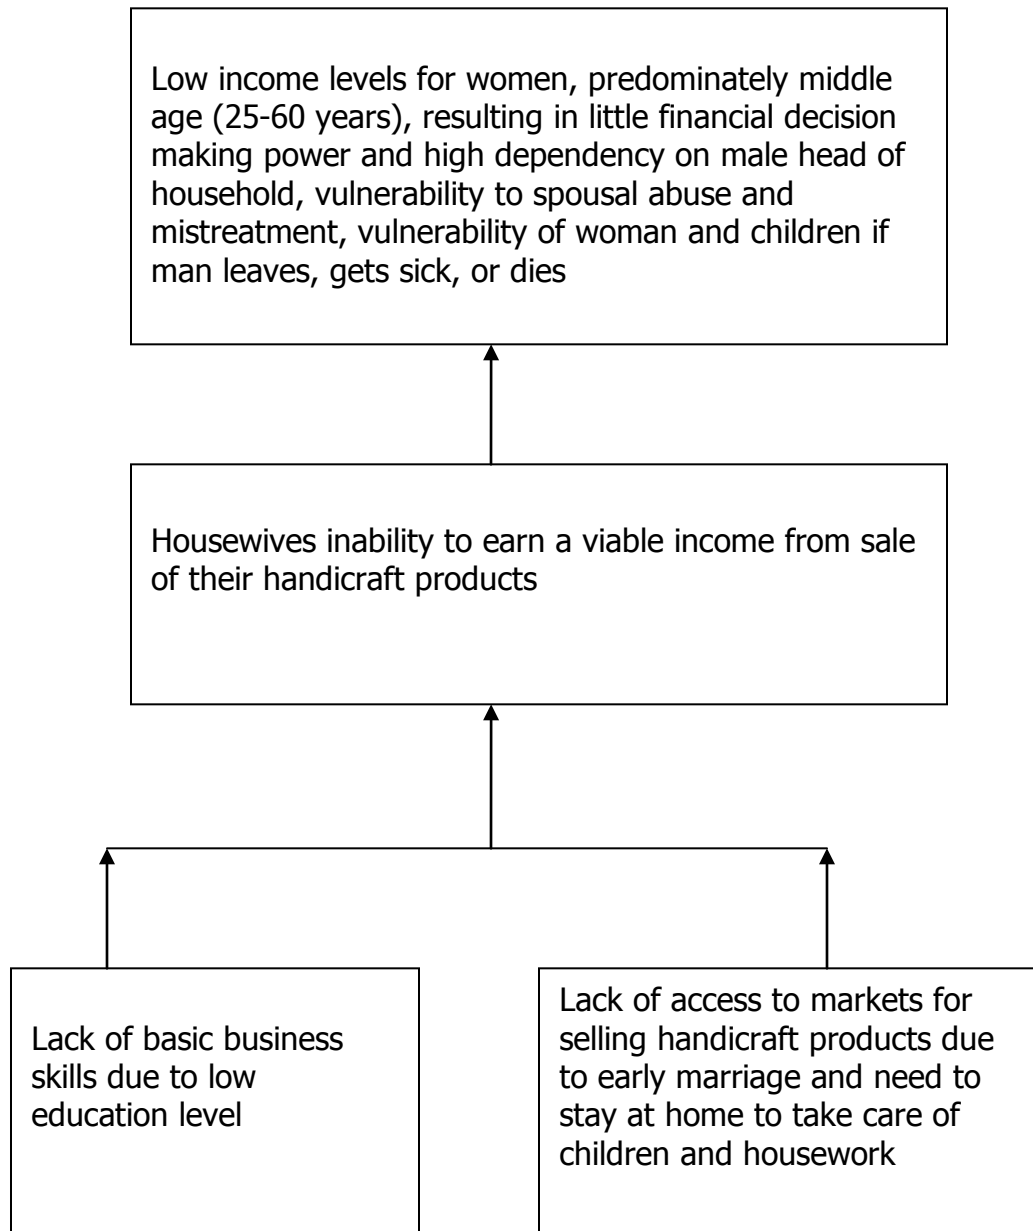 Low income levels for women, predominately middle
age (25-60 years), resulting in little financial decision
making power and high dependency on male head of
household, vulnerability to spousal abuse and
mistreatment, vulnerability of woman and children if
man leaves, gets sick, or dies
Housewives inability to earn a viable income from sale
of their handicraft products
Lack of basic business
skills due to low
education level
Lack of access to markets for
selling handicraft products due
to early marriage and need to
stay at home to take care of
children and housework